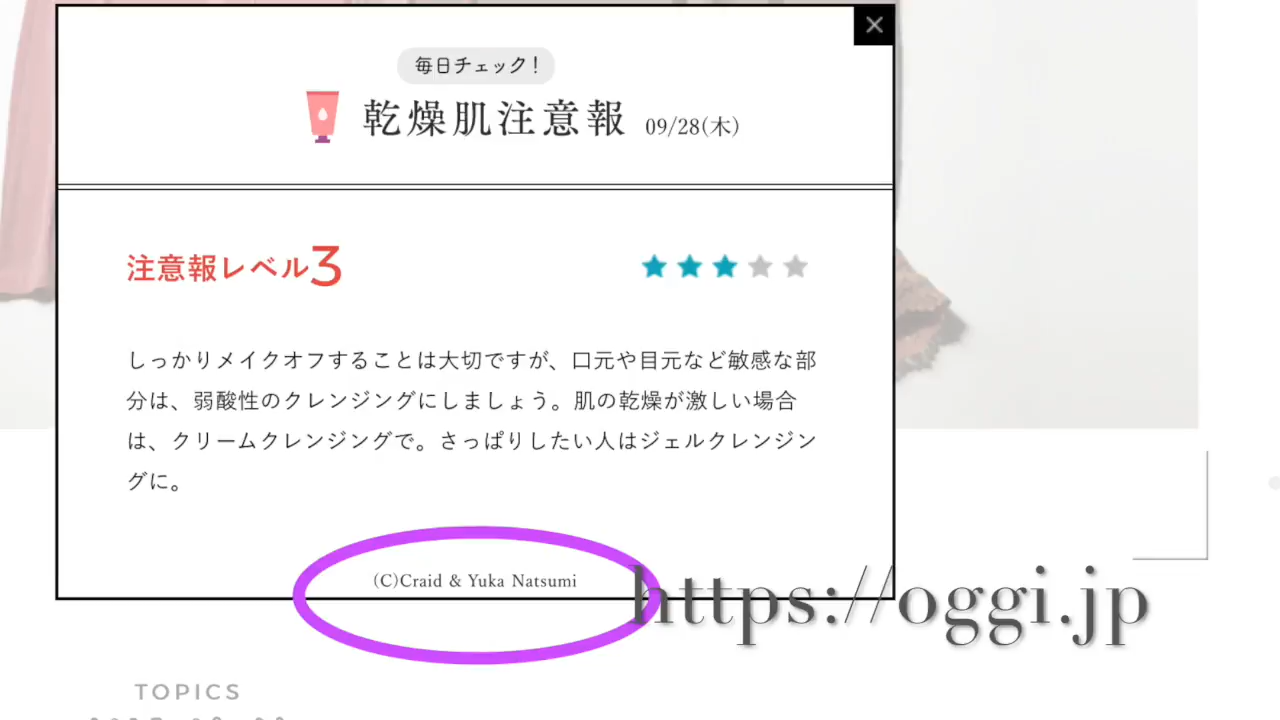 毎日チェック！
乾燥肌注意報 09/28(木)
注意報レベル3
しっかりメイクオフすることは大切ですが、口元や目元など敏感な部
分は、弱酸性のクレンジングにしましょう。肌の乾燥が激しい場合
は、クリームクレンジングで。さっぱりしたい人はジェルクレンジン
グに。
(C)Craid & Yuka Natsumi
https://oggi.jp
TOPICS